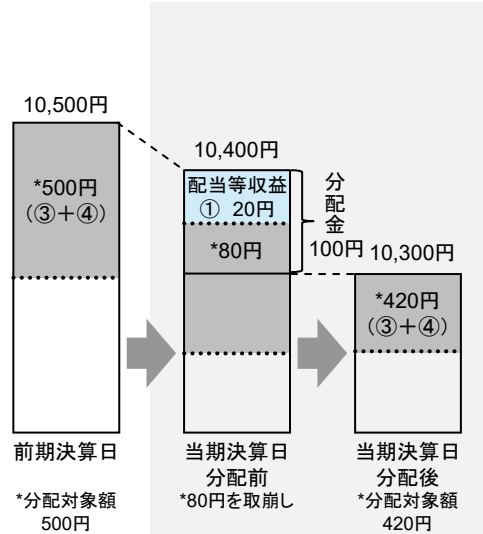 10,500円
*500円
(③+④)
前期決算日
*分配対象額
500円
10,400円
配当等収益
① 20円
*80円
分配金
100円
当期決算日
分配前
*80円を取崩し
10,300円
*420円
(③+④)
当期決算日
分配後
*分配対象額
420円